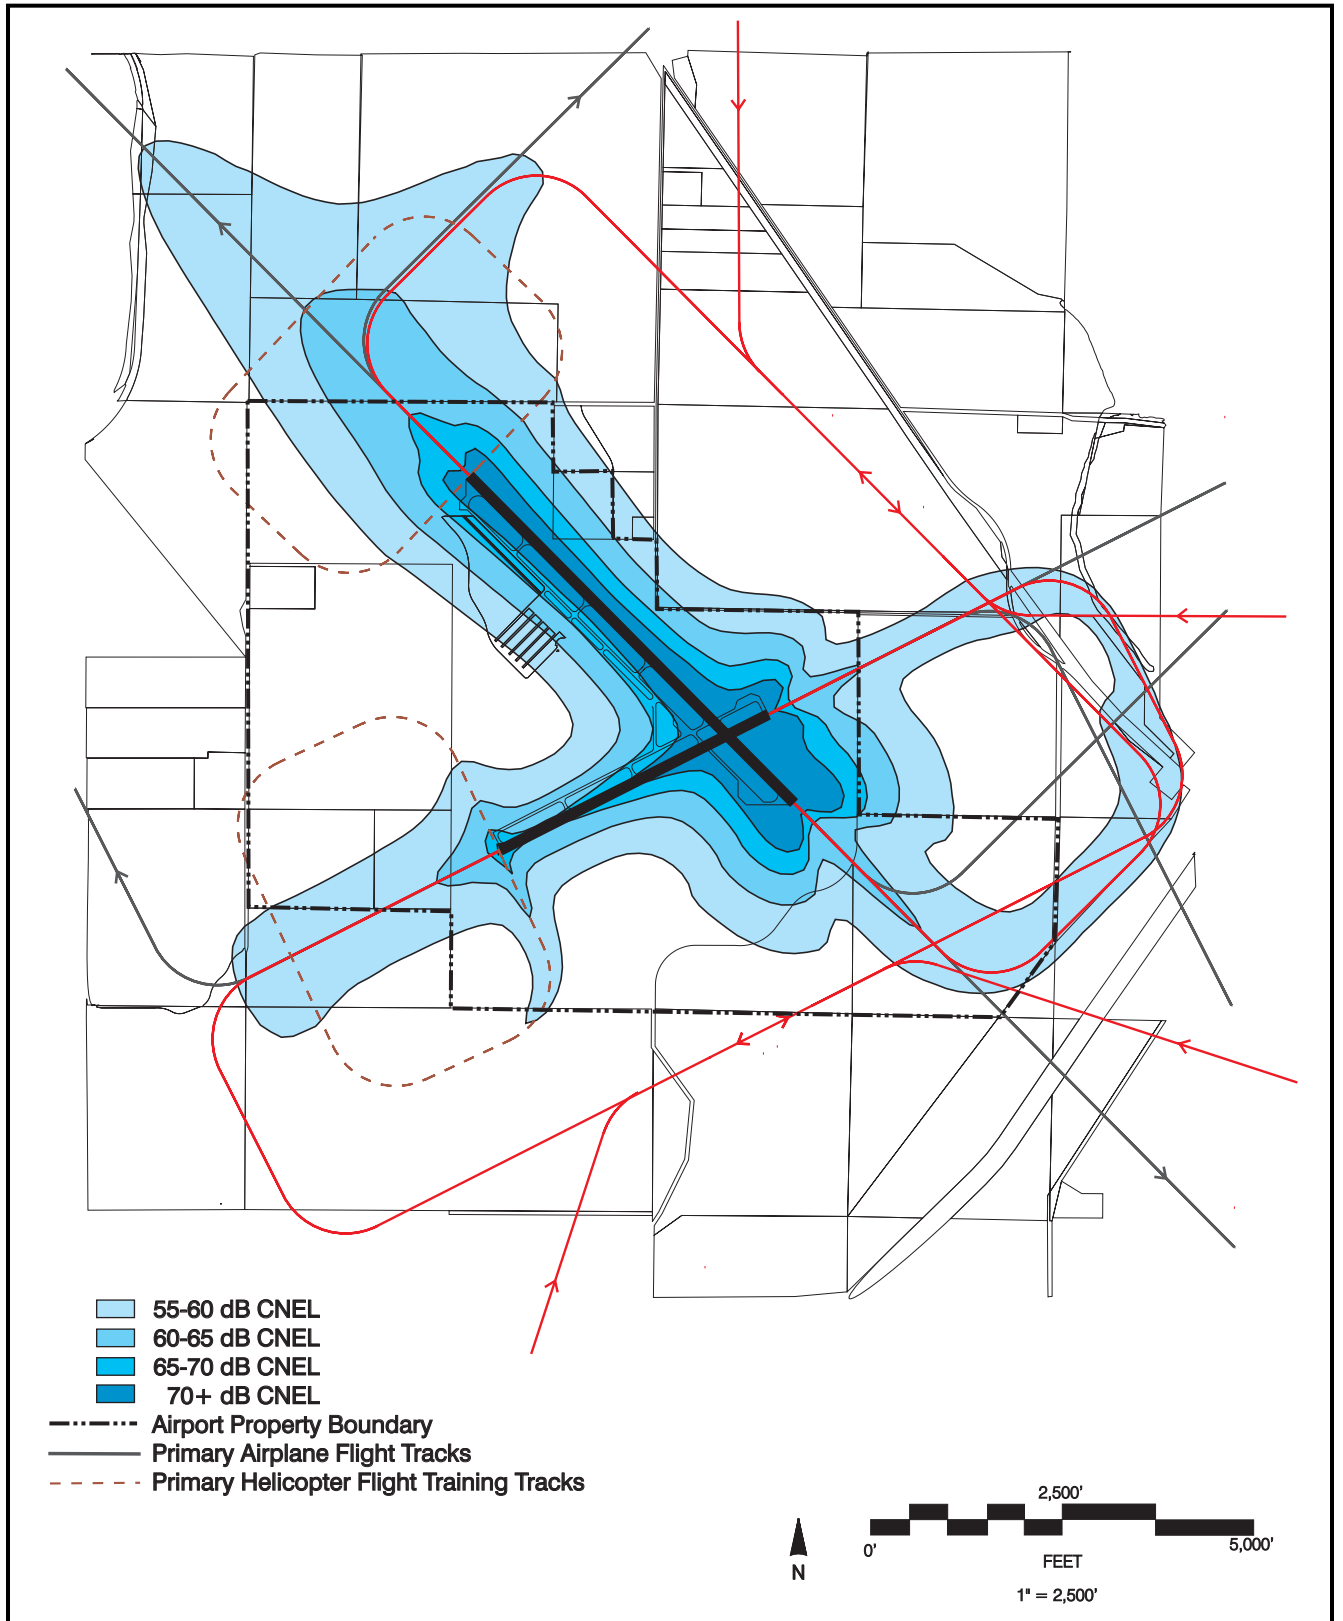 55-60 dB CNEL
60-65 dB CNEL
65-70 dB CNEL
70+ dB CNEL
Airport Property Boundary
Primary Airplane Flight Tracks
Primary Helicopter Flight Training Tracks
2,500'
0'
5,000'
FEET
N
1" = 2,500'